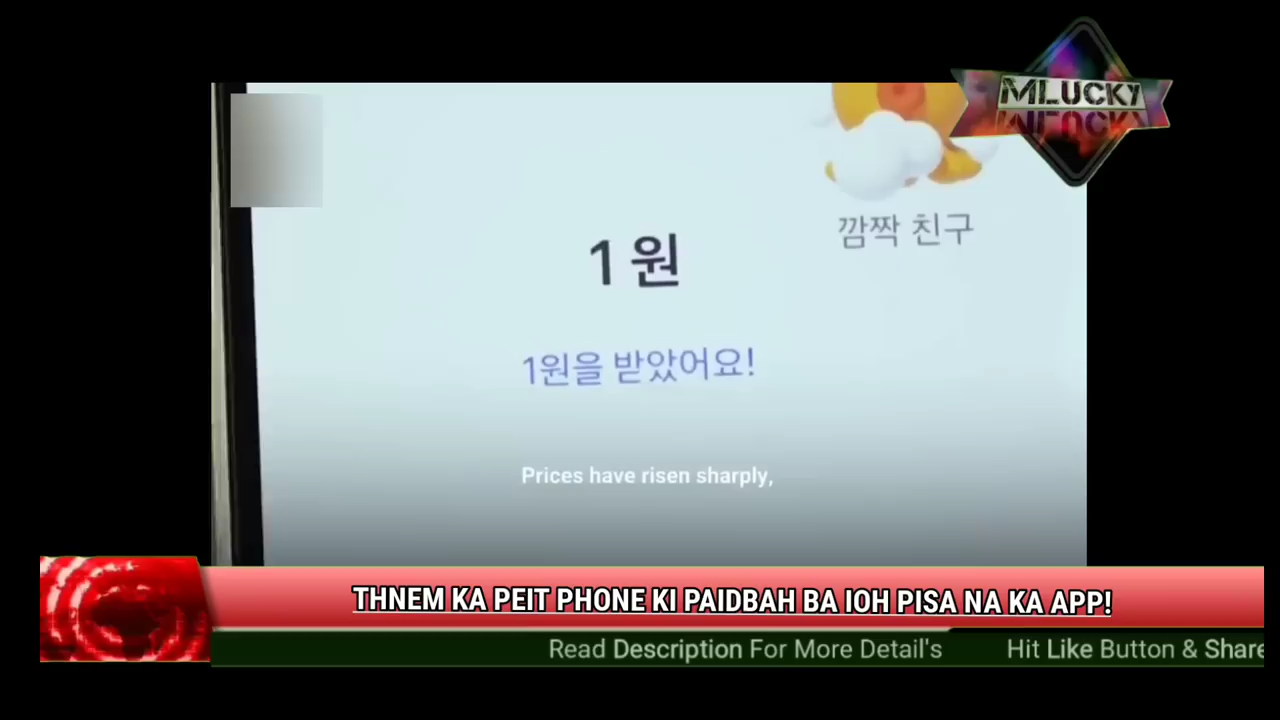 MLUCKY
깜짝 친구
1 원
1원을 받았어요!
Prices have risen sharply,
THNEM KA PEIT PHONE KI PAIDBAH BA IOH PISA NA KA APP!
Read Description For More Detail's Hit Like Button & Share